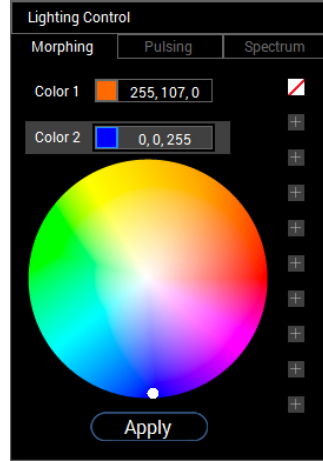 Lighting Control
Morphing Pulsing Spectrum
Color 1 255, 107, 0
Color 2 0, 0, 255
Apply